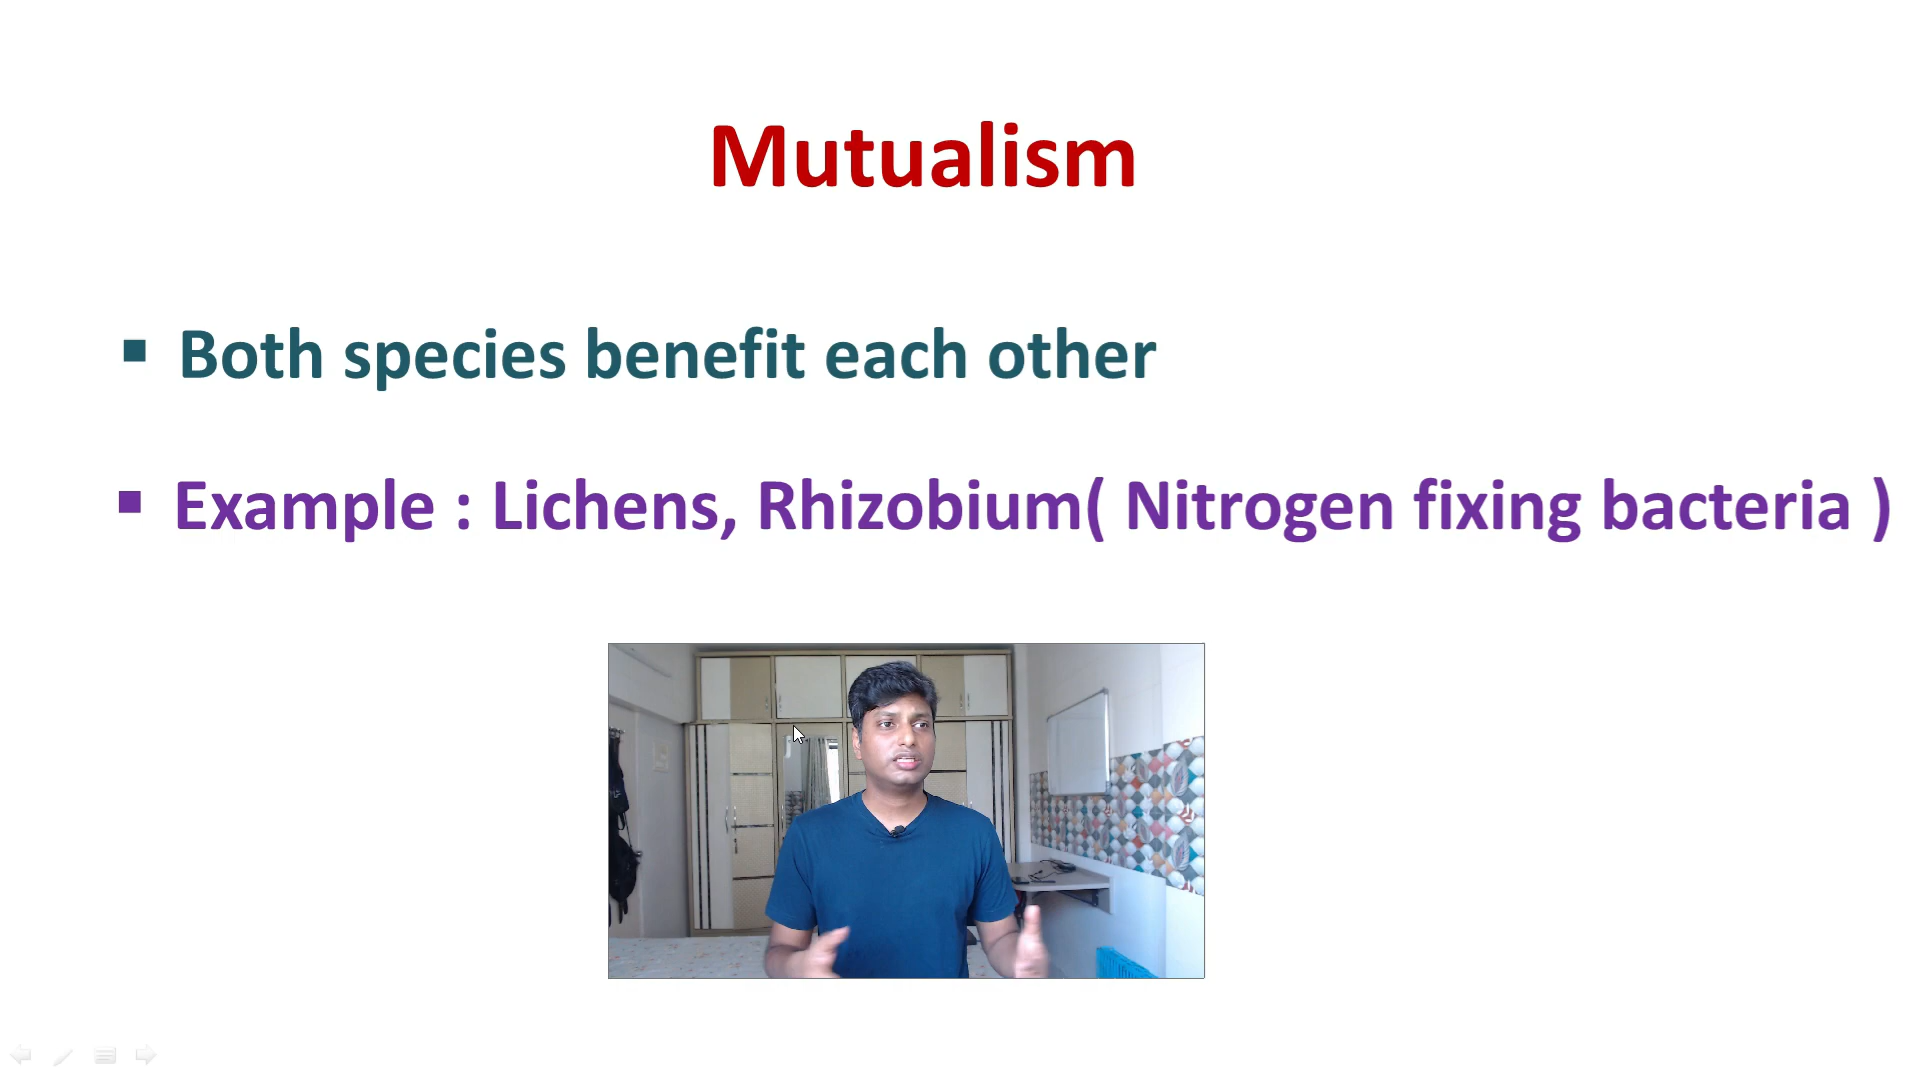 Mutualism
▪ Both species benefit each other
▪ Example : Lichens, Rhizobium( Nitrogen fixing bacteria )